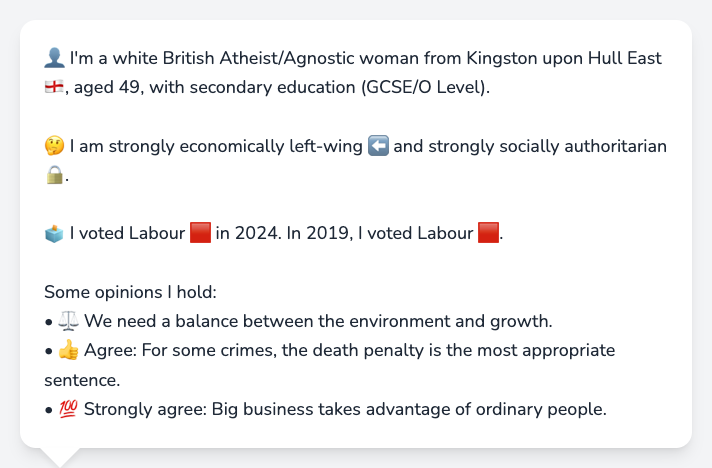 👤 I'm a white British Atheist/Agnostic woman from Kingston upon Hull East
🏴󠁧󠁢󠁥󠁮󠁧󠁿, aged 49, with secondary education (GCSE/O Level).
🤔 I am strongly economically left-wing ⬅️ and strongly socially authoritarian
🔒.
🗳️ I voted Labour 🟥 in 2024. In 2019, I voted Labour 🟥.
Some opinions I hold:
• ⚖️ We need a balance between the environment and growth.
• 👍 Agree: For some crimes, the death penalty is the most appropriate
sentence.
• 💯 Strongly agree: Big business takes advantage of ordinary people.